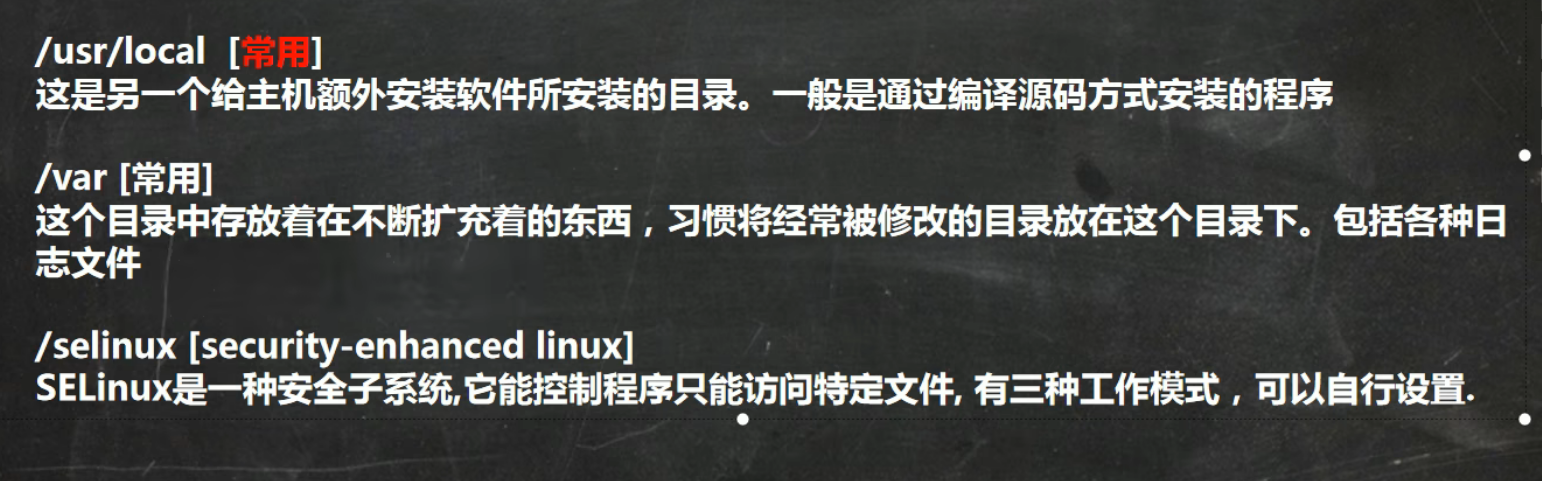 /usr/local  [常用]
这是另一个给主机额外安装软件所安装的目录。一般是通过编译源码方式安装的程序
/var [常用]
这个目录中存放着在不断扩充着的东西，习惯将经常被修改的目录放在这个目录下。包括各种日
志文件
/selinux [security-enhanced linux]
SELinux是一种安全子系统,它能控制程序只能访问特定文件, 有三种工作模式，可以自行设置.